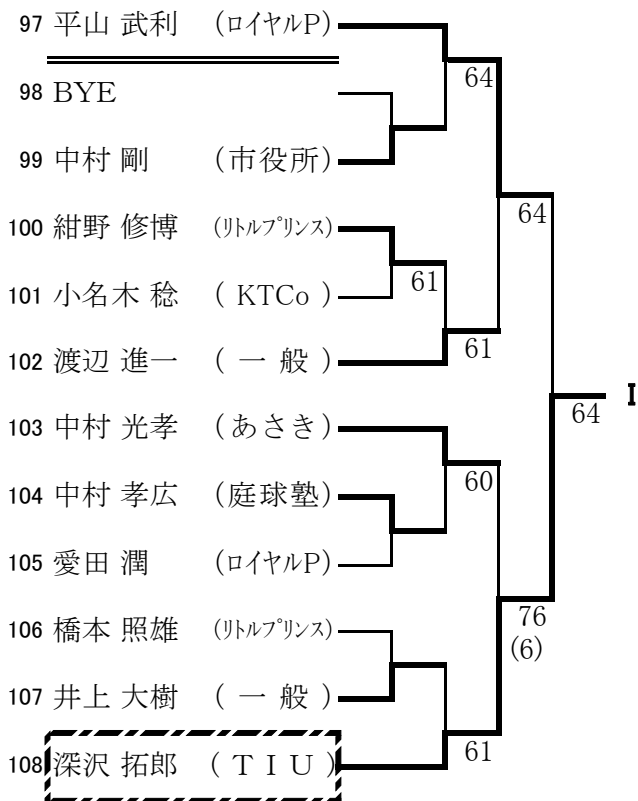 97 平山 武利 (ロイヤルP)
64
98 BYE
99 中村 剛 (市役所)
64
100 紺野 修博 (リトルプリンス)
61
101 小名木 稔 ( KTCo )
61
102 渡辺 進一 ( 一 般 )
64 I
103 中村 光孝 (あさき)
60
104 中村 孝広 (庭球塾)
105 愛田 潤 (ロイヤルP)
76
(6)
106 橋本 照雄 (リトルプリンス)
107 井上 大樹 ( 一 般 )
61
108 深沢 拓郎 ( T I U )